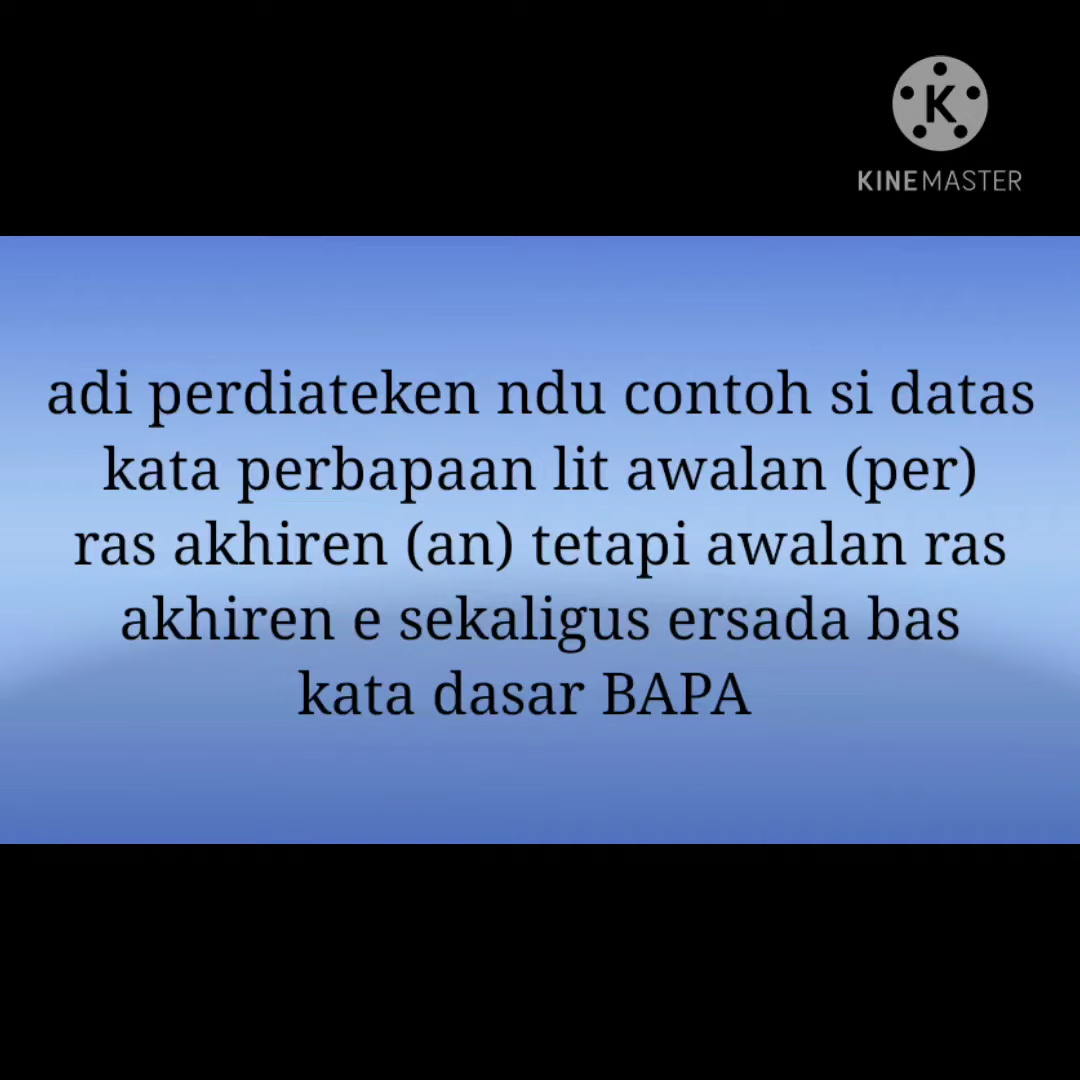 K
KINEMASTER
adi perdiateken ndu contoh si datas
kata perbapaan lit awalan (per)
ras akhiren (an) tetapi awalan ras
akhiren e sekaligus ersada bas
kata dasar BAPA